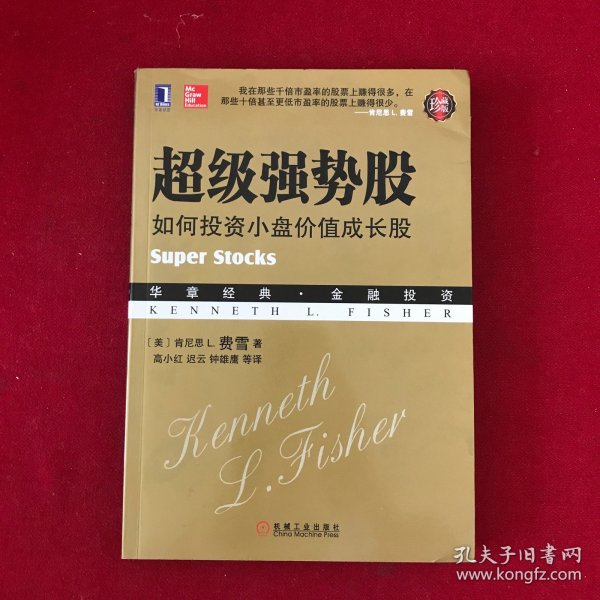 Mc
Graw
Hill
Education
我在那些千倍市盈率的股票上赚得很多，在
那些十倍甚至更低市盈率的股票上赚得很少。
——肯尼思 L. 费雪
珍藏版
超级强势股
如何投资小盘价值成长股
Super Stocks
华章经典·金融投资
KENNETH L. FISHER
［美］肯尼思 L. 费雪 著
高小红 迟云 钟雄鹰 等译
Kenneth
L. Fisher
机械工业出版社
China Machine Press
孔夫子旧书网
www.kongfz.com